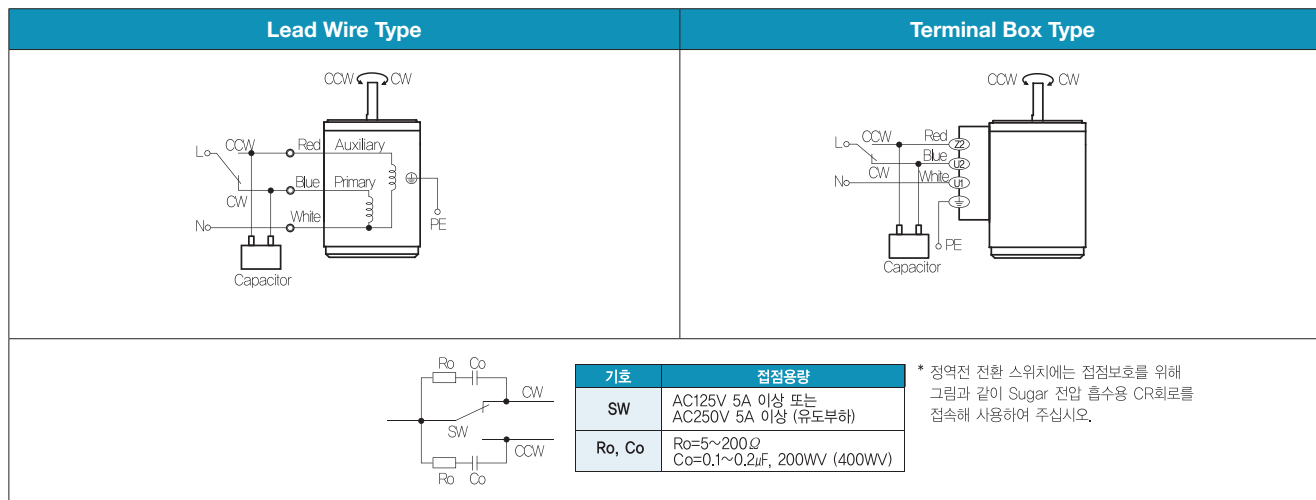 Lead Wire Type
Terminal Box Type
CCW CW
L CCW Red Auxiliary
Blue Primary
CW
N White
PE
Capacitor
CCW CW
L CCW Red Z2
Blue U2
CW
N White U1
PE
Capacitor
Ro Co
CW
SW
CCW
Ro Co
기호 접점용량
SW AC125V 5A 이상 또는
AC250V 5A 이상 (유도부하)
Ro, Co Ro=5~200Ω
Co=0.1~0.2μF, 200WV (400WV)
* 정역전 전환 스위치에는 접점보호를 위해
그림과 같이 Sugar 전압 흡수용 CR회로를
접속해 사용하여 주십시오.